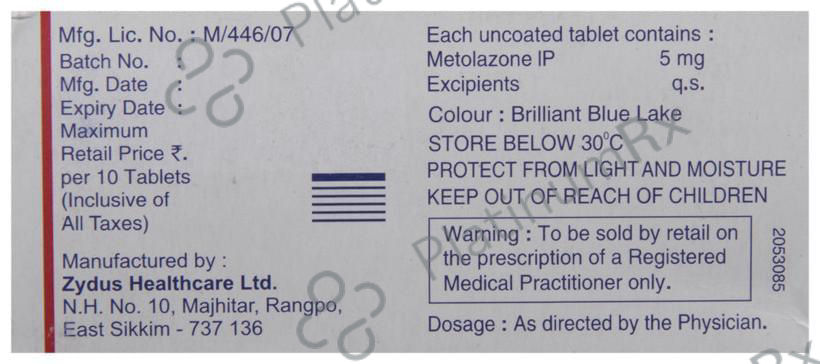 Mfg. Lic. No. : M/446/07
Batch No. :
Mfg. Date :
Expiry Date :
Maximum
Retail Price ₹.
per 10 Tablets
(Inclusive of
All Taxes)
Manufactured by :
Zydus Healthcare Ltd.
N.H. No. 10, Majhitar, Rangpo,
East Sikkim - 737 136
Each uncoated tablet contains :
Metolazone IP 5 mg
Excipients q.s.
Colour : Brilliant Blue Lake
STORE BELOW 30°C
PROTECT FROM LIGHT AND MOISTURE
KEEP OUT OF REACH OF CHILDREN
Warning : To be sold by retail on
the prescription of a Registered
Medical Practitioner only.
Dosage : As directed by the Physician.
2053085
PlatinumRx